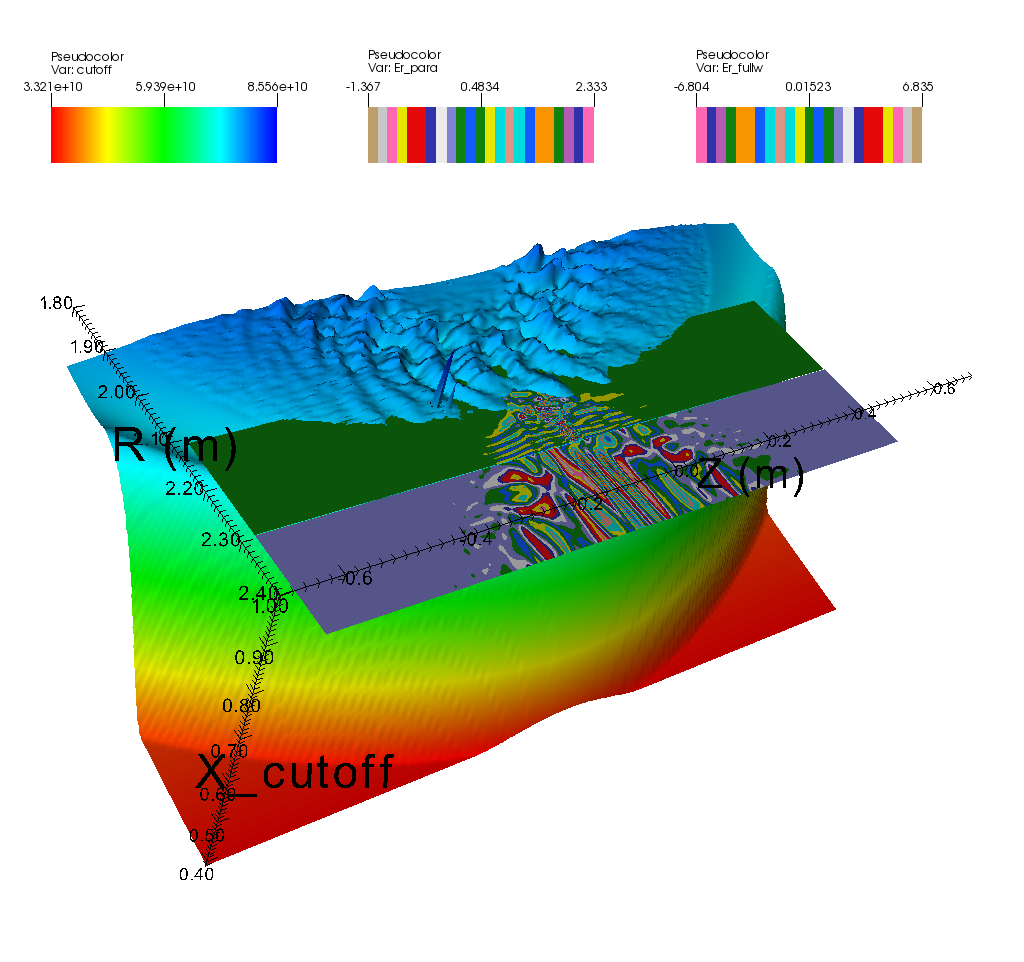 Pseudocolor
Var: cutoff
3.321e+10 5.939e+10 8.556e+10
Pseudocolor
Var: Er_para
-1.367 0.4834 2.333
Pseudocolor
Var: Er_fullw
-6.804 0.01523 6.835
1.80
1.90
2.00
2.10
R (m)
2.20
2.30
2.40
0.6
0.4
0.2
0.0
Z (m)
-0.2
-0.4
-0.6
1.00
0.90
0.80
0.70
X_cutoff
0.60
0.50
0.40